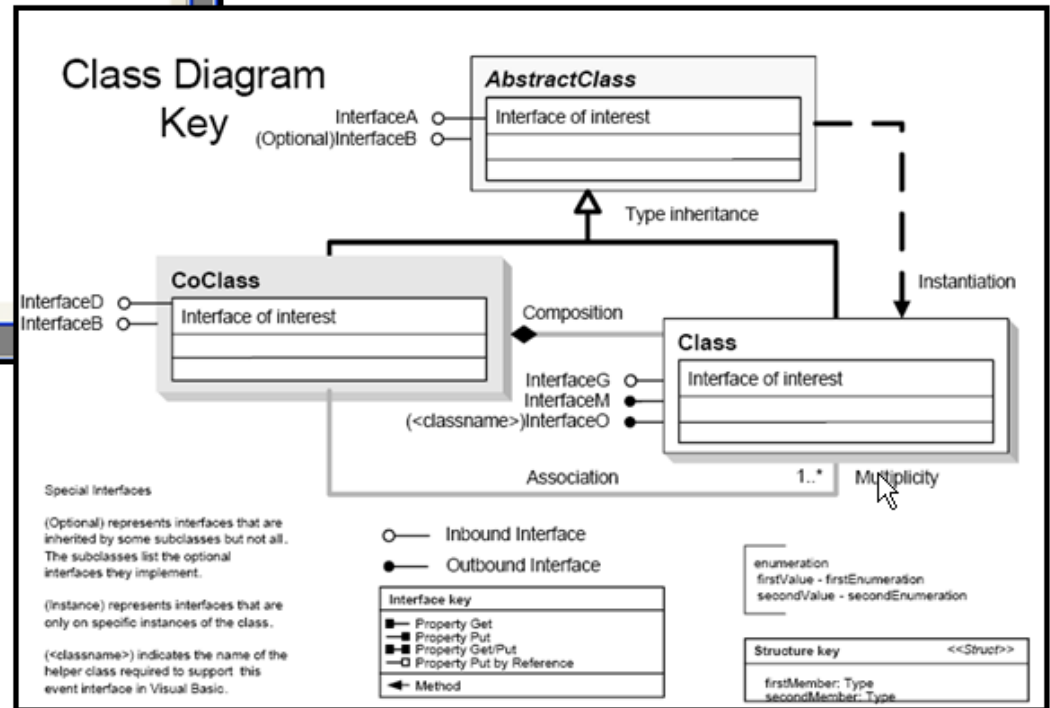 Class Diagram
Key
AbstractClass
InterfaceA
Interface of interest
(Optional)InterfaceB
Type inheritance
CoClass
Instantiation
InterfaceD
Interface of interest
InterfaceB
Composition
Class
InterfaceG
Interface of interest
InterfaceM
(<classname>)InterfaceO
Association
1..*
Multiplicity
Special Interfaces
(Optional) represents interfaces that are
inherited by some subclasses but not all.
The subclasses list the optional
interfaces they implement.
(Instance) represents interfaces that are
only on specific instances of the class.
(<classname>) indicates the name of the
helper class required to support this
event interface in Visual Basic.
Inbound Interface
Outbound Interface
Interface key
Property Get
Property Put
Property Get/Put
Property Put by Reference
Method
enumeration
firstValue - firstEnumeration
secondValue - secondEnumeration
Structure key
<<Struct>>
firstMember: Type
secondMember: Type